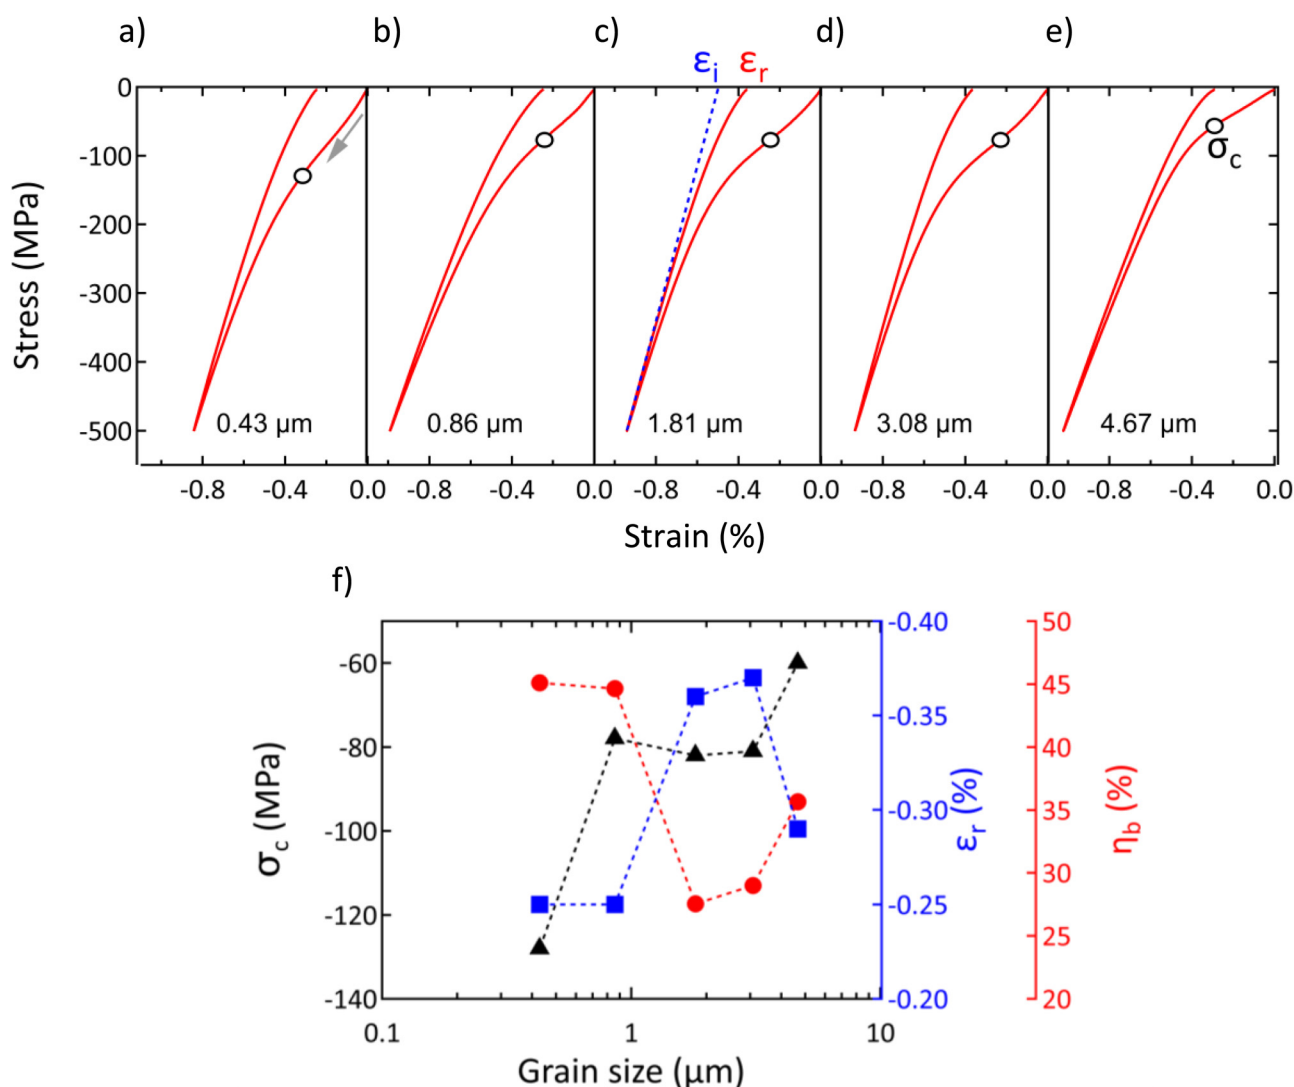 a) b) c) d) e)
εᵢ εᵣ
0
-100
-200
-300
-400
-500
Stress (MPa)
σc
0.43 µm 0.86 µm 1.81 µm 3.08 µm 4.67 µm
-0.8 -0.4 0.0 -0.8 -0.4 0.0 -0.8 -0.4 0.0 -0.8 -0.4 0.0 -0.8 -0.4 0.0
Strain (%)
f)
-60
-80
-100
-120
-140
σc (MPa)
-0.40
-0.35
-0.30
-0.25
-0.20
εr (%)
50
45
40
35
30
25
20
ηb (%)
0.1 1 10
Grain size (µm)